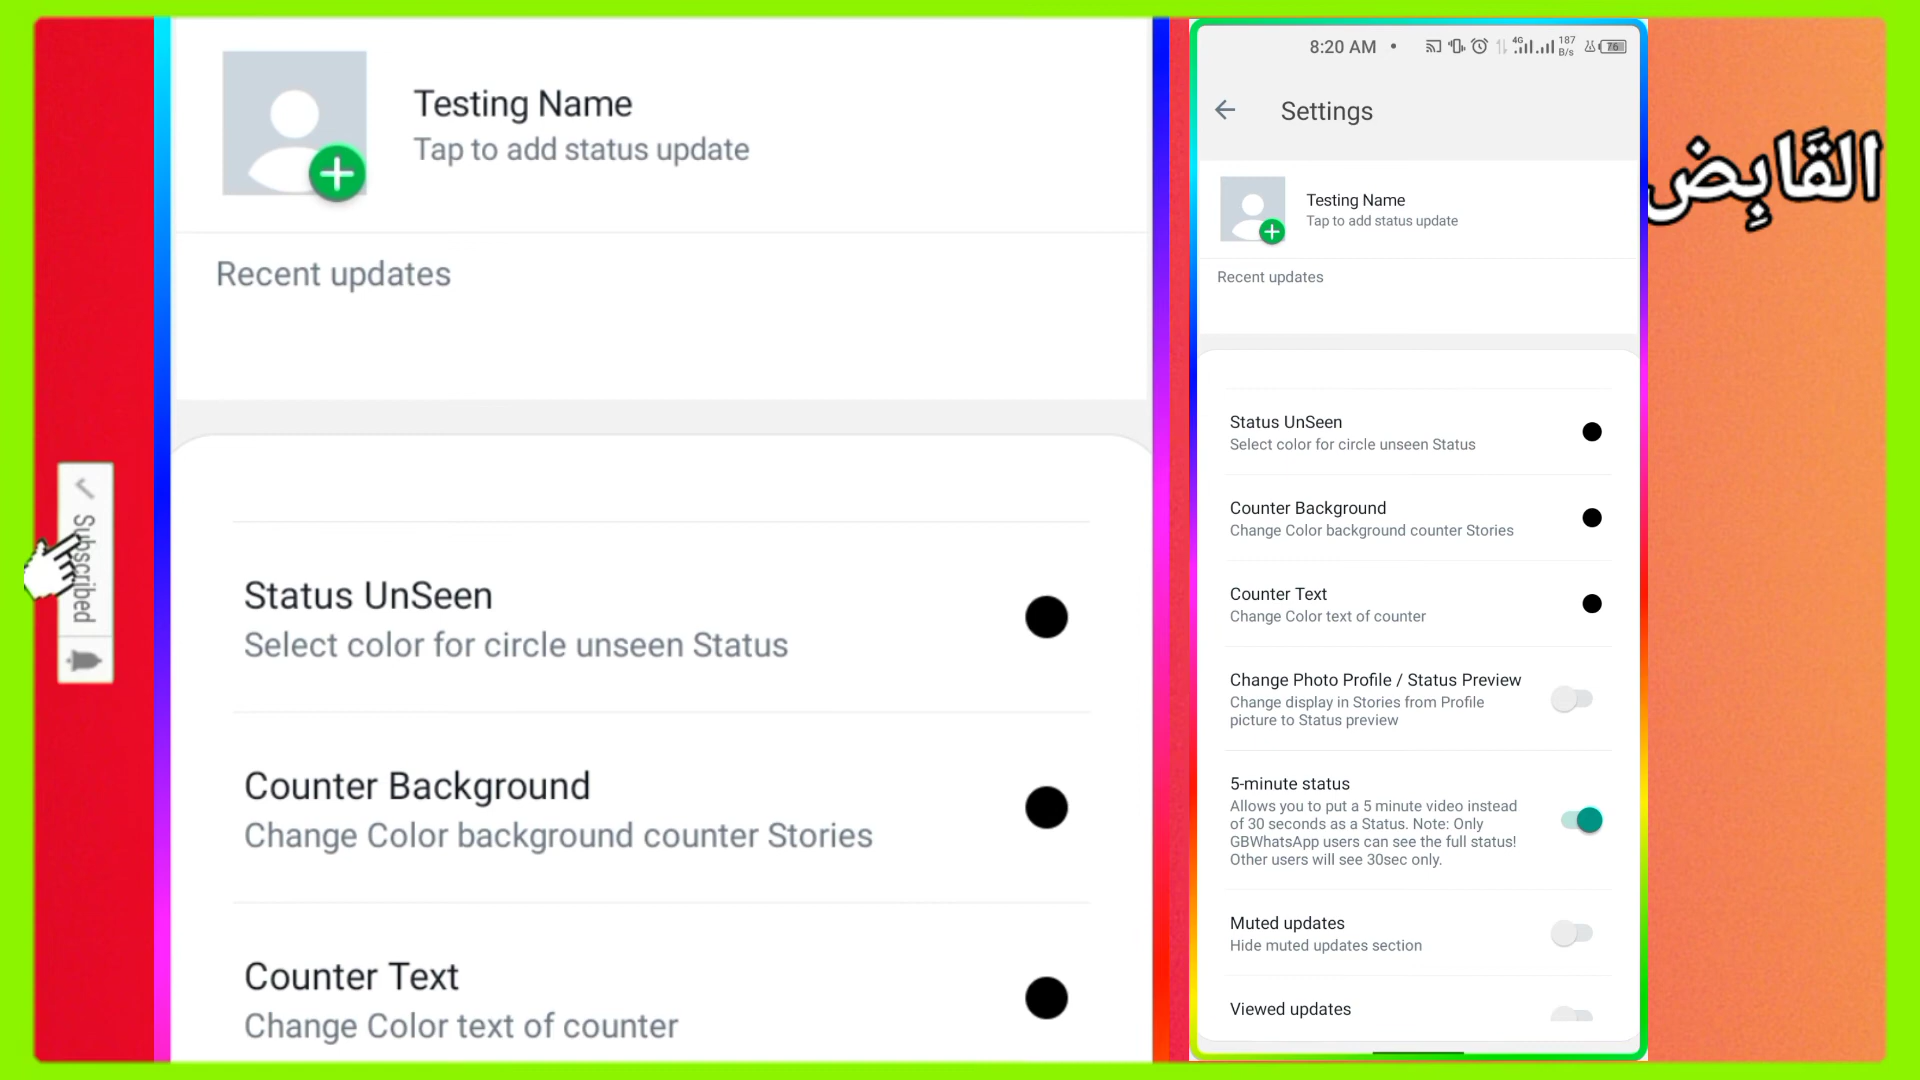 Testing Name
Tap to add status update
Recent updates
Status UnSeen
Select color for circle unseen Status
Counter Background
Change Color background counter Stories
Counter Text
Change Color text of counter
Subscribed
8:20 AM
4G
187
B/s
76
Settings
Testing Name
Tap to add status update
Recent updates
Status UnSeen
Select color for circle unseen Status
Counter Background
Change Color background counter Stories
Counter Text
Change Color text of counter
Change Photo Profile / Status Preview
Change display in Stories from Profile
picture to Status preview
5-minute status
Allows you to put a 5 minute video instead
of 30 seconds as a Status. Note: Only
GBWhatsApp users can see the full status!
Other users will see 30sec only.
Muted updates
Hide muted updates section
Viewed updates
القَابِض